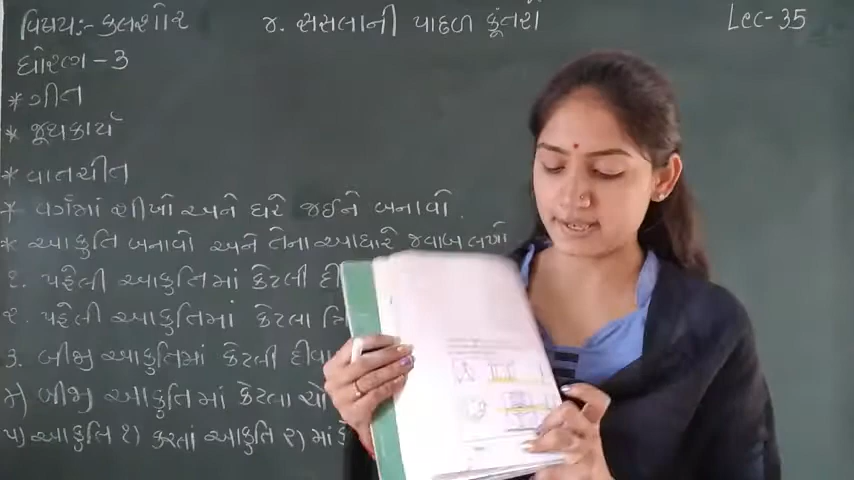 વિષય:- કલશોર ૪. સસલાની પાછળ કૂતરો Lec-35
ધોરણ - ૩
* ગીત
* જૂથકાર્ય
* વાતચીત
* વર્ગમાં શીખો અને ઘરે જઈને બનાવો.
* આકૃતિ બનાવો અને તેના આધારે જવાબ લખો
૧. પહેલી આકૃતિમાં કેટલી
૨. પહેલી આકૃતિમાં કેટલા
૩. બીજી આકૃતિમાં કેટલી
૪) બીજી આકૃતિમાં કેટલા
૫) આકૃતિ ૧) કરતાં આકૃતિ ૨) માં